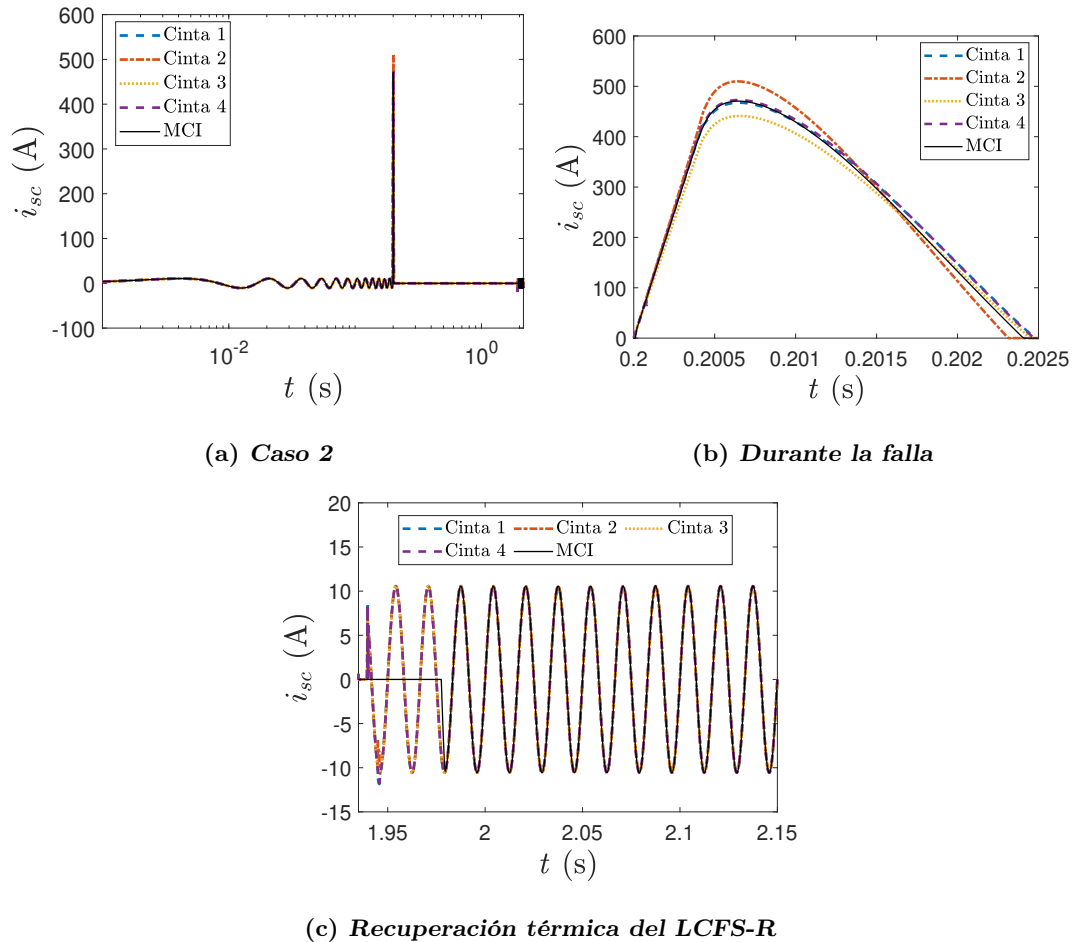 600
500
400
300
200
100
0
-100
i_sc (A)
Cinta 1
Cinta 2
Cinta 3
Cinta 4
MCI
10^-2
10^0
t (s)
(a) Caso 2
600
500
400
300
200
100
0
i_sc (A)
Cinta 1
Cinta 2
Cinta 3
Cinta 4
MCI
0.2 0.2005 0.201 0.2015 0.202 0.2025
t (s)
(b) Durante la falla
20
15
10
5
0
-5
-10
-15
i_sc (A)
Cinta 1 Cinta 2 Cinta 3
Cinta 4 MCI
1.95 2 2.05 2.1 2.15
t (s)
(c) Recuperación térmica del LCFS-R